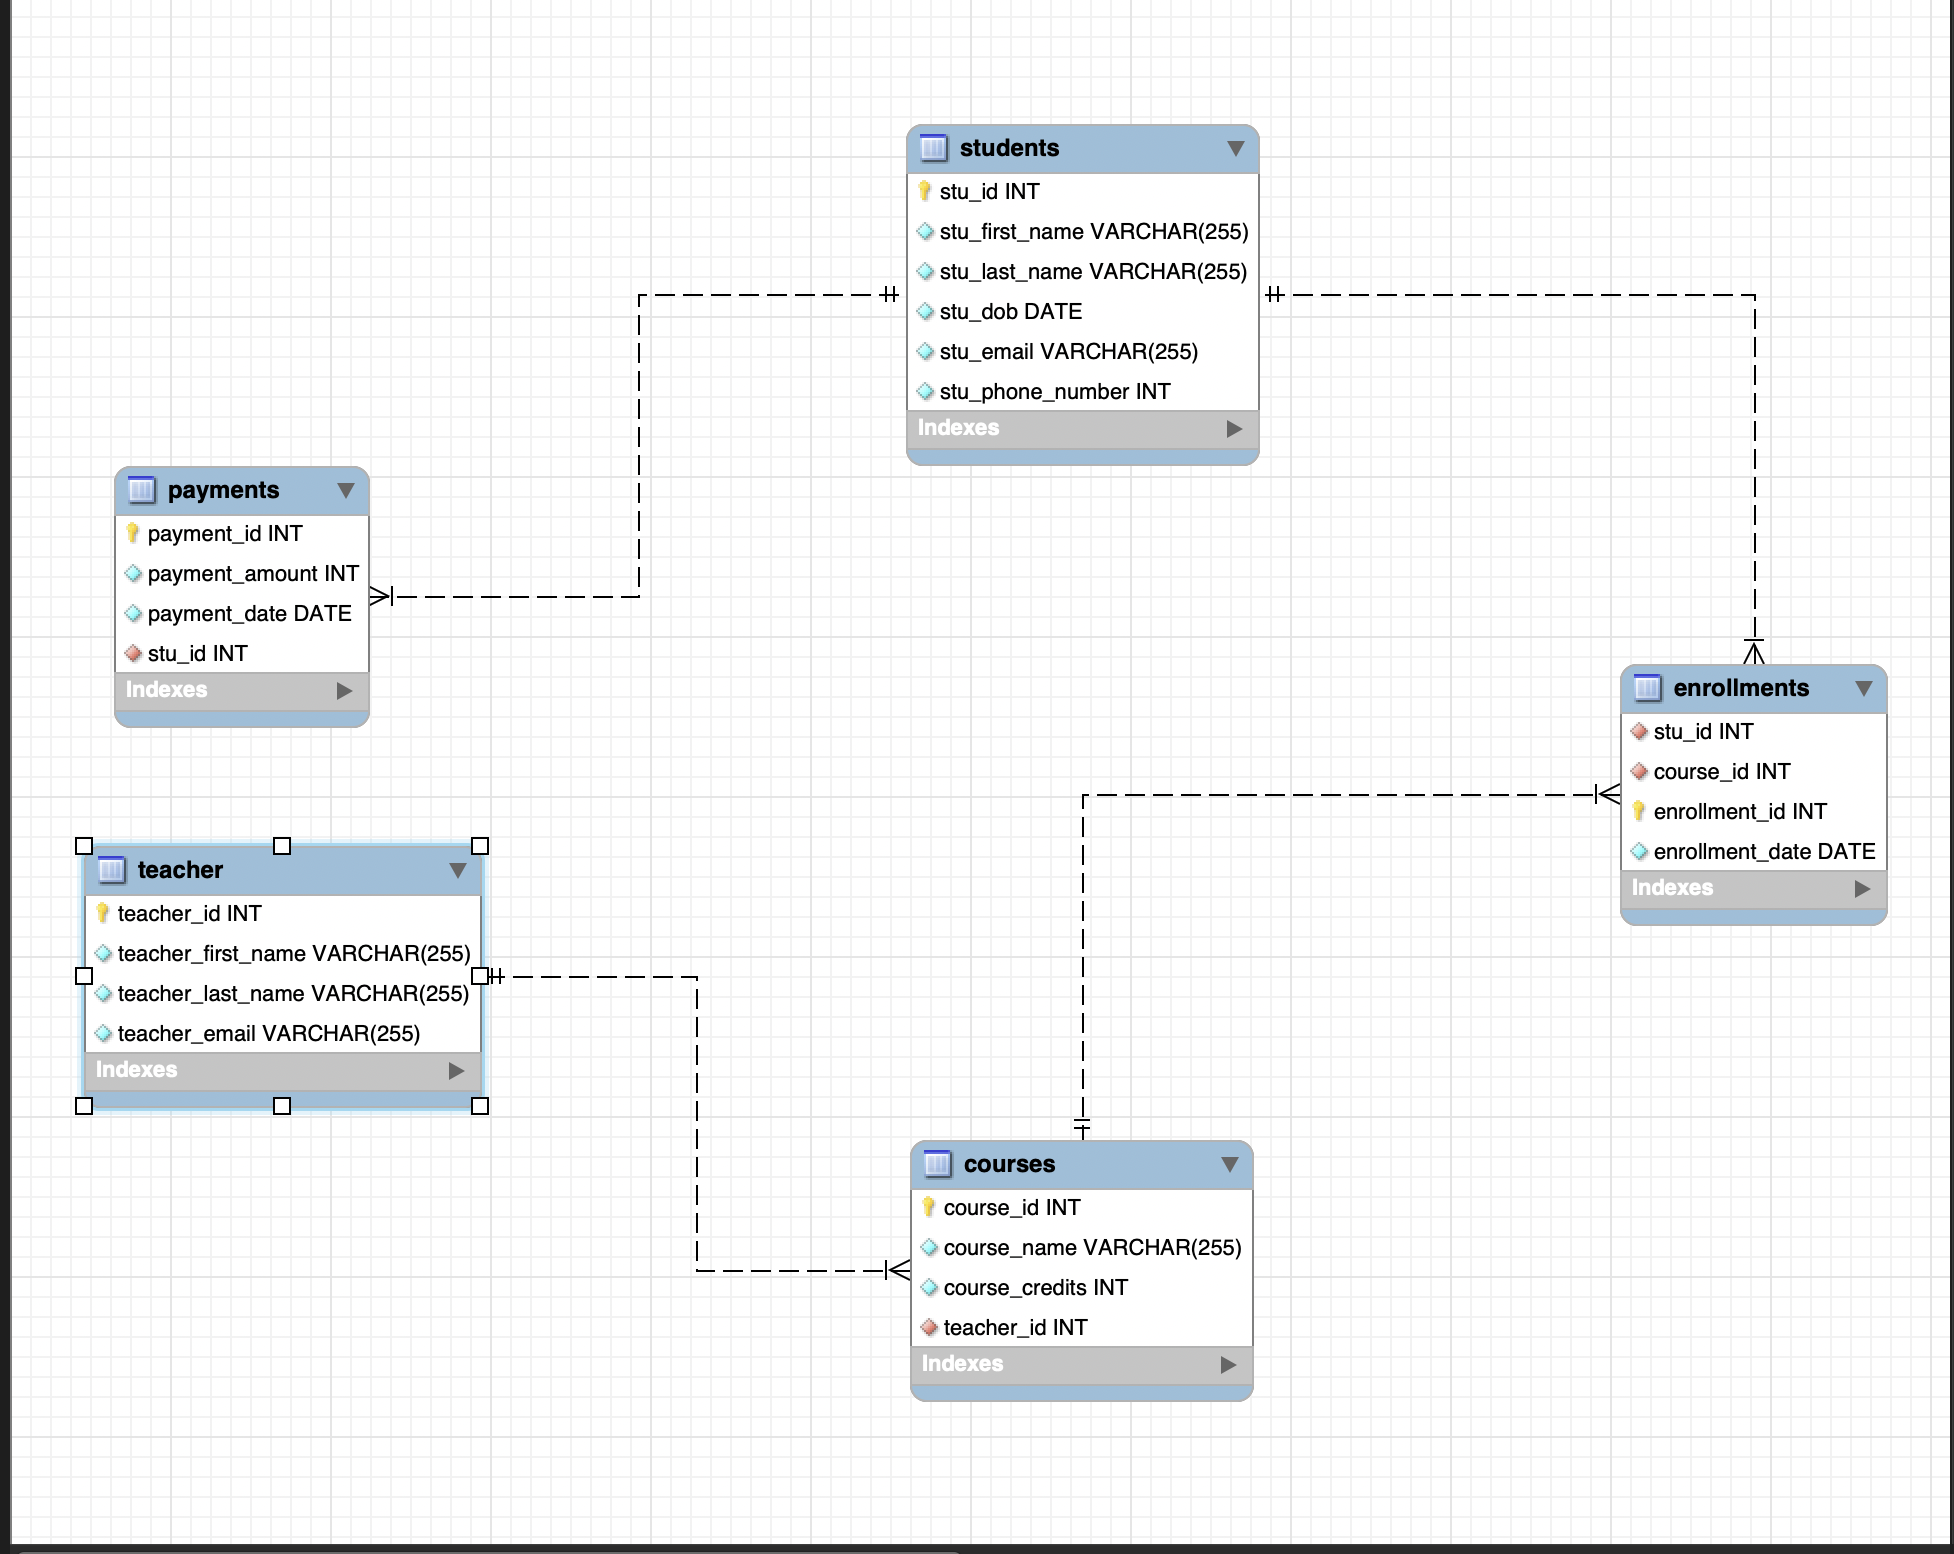 students
stu_id INT
stu_first_name VARCHAR(255)
stu_last_name VARCHAR(255)
stu_dob DATE
stu_email VARCHAR(255)
stu_phone_number INT
Indexes
payments
payment_id INT
payment_amount INT
payment_date DATE
stu_id INT
Indexes
enrollments
stu_id INT
course_id INT
enrollment_id INT
enrollment_date DATE
Indexes
teacher
teacher_id INT
teacher_first_name VARCHAR(255)
teacher_last_name VARCHAR(255)
teacher_email VARCHAR(255)
Indexes
courses
course_id INT
course_name VARCHAR(255)
course_credits INT
teacher_id INT
Indexes